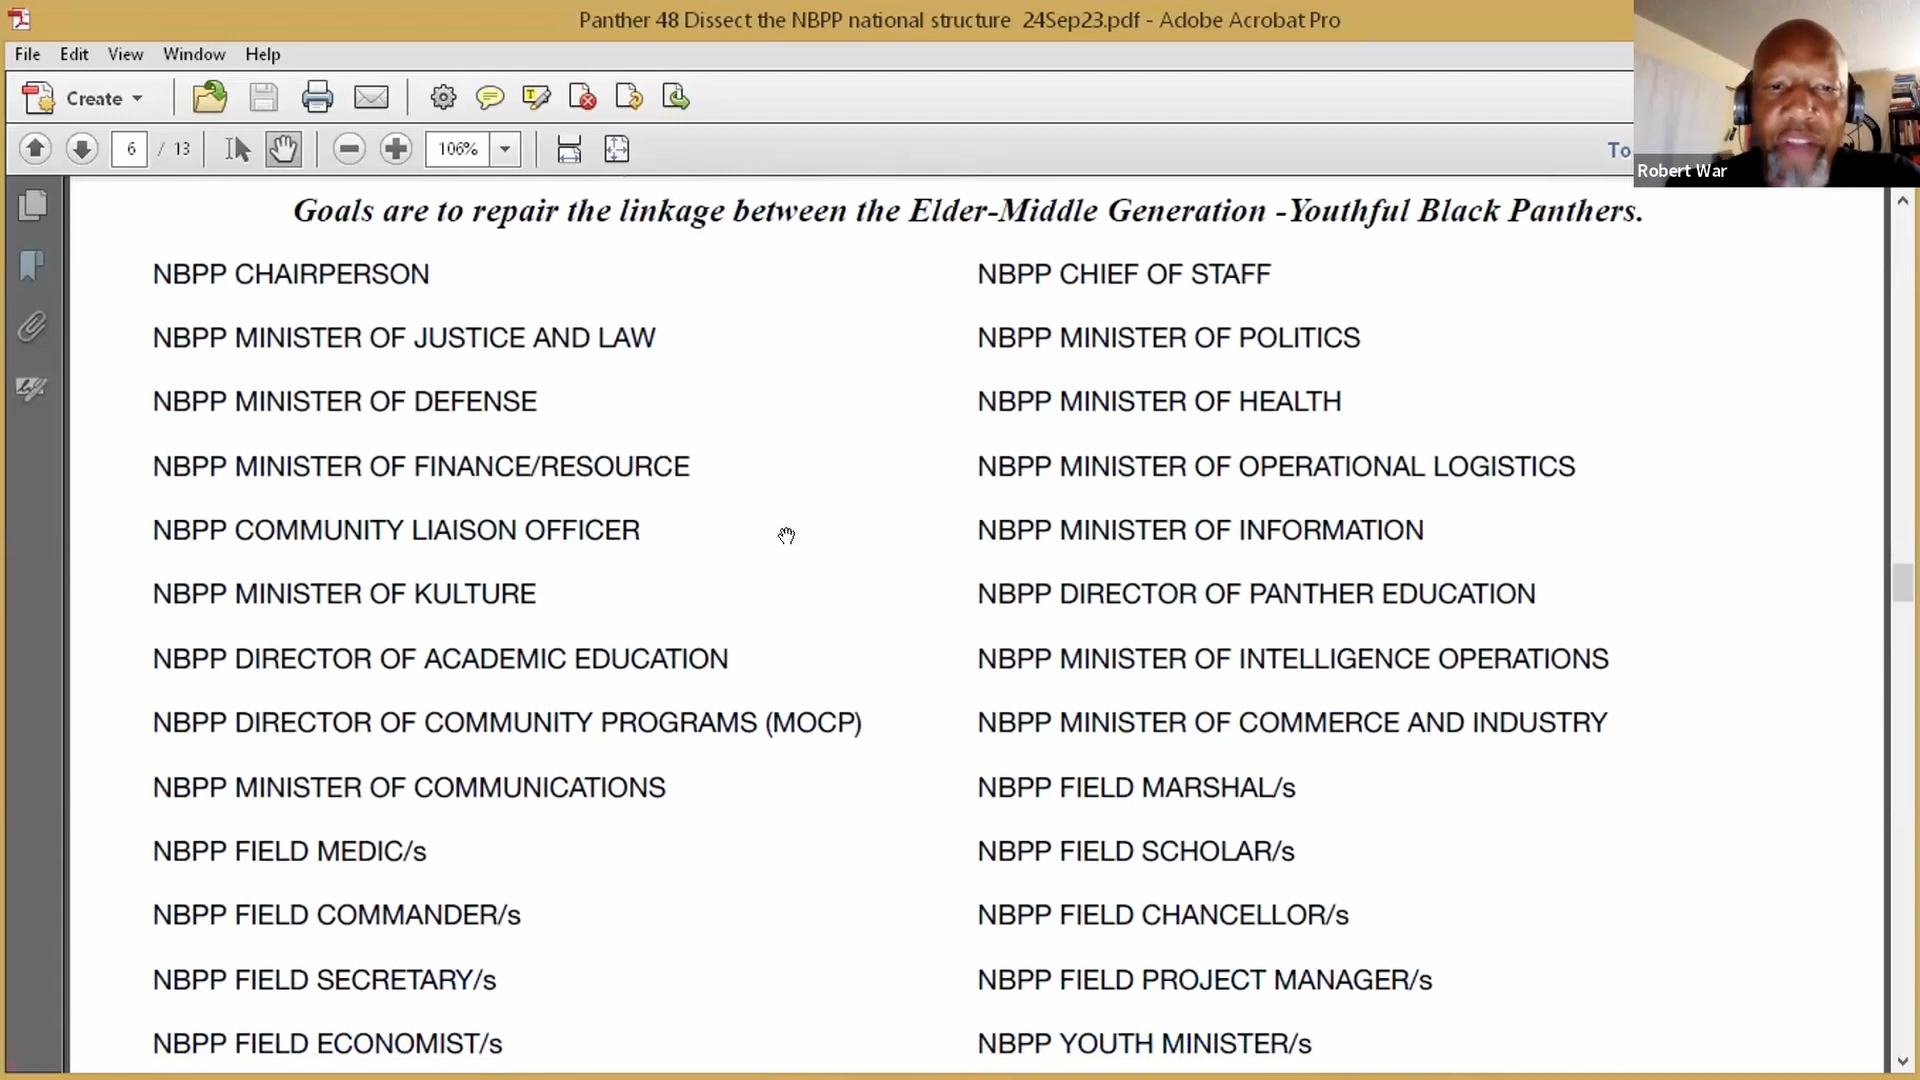 Panther 48 Dissect the NBPP national structure 24Sep23.pdf - Adobe Acrobat Pro
File Edit View Window Help
Create
6 / 13 106% To
Robert War
Goals are to repair the linkage between the Elder-Middle Generation -Youthful Black Panthers.
NBPP CHAIRPERSON
NBPP CHIEF OF STAFF
NBPP MINISTER OF JUSTICE AND LAW
NBPP MINISTER OF POLITICS
NBPP MINISTER OF DEFENSE
NBPP MINISTER OF HEALTH
NBPP MINISTER OF FINANCE/RESOURCE
NBPP MINISTER OF OPERATIONAL LOGISTICS
NBPP COMMUNITY LIAISON OFFICER
NBPP MINISTER OF INFORMATION
NBPP MINISTER OF KULTURE
NBPP DIRECTOR OF PANTHER EDUCATION
NBPP DIRECTOR OF ACADEMIC EDUCATION
NBPP MINISTER OF INTELLIGENCE OPERATIONS
NBPP DIRECTOR OF COMMUNITY PROGRAMS (MOCP)
NBPP MINISTER OF COMMERCE AND INDUSTRY
NBPP MINISTER OF COMMUNICATIONS
NBPP FIELD MARSHAL/s
NBPP FIELD MEDIC/s
NBPP FIELD SCHOLAR/s
NBPP FIELD COMMANDER/s
NBPP FIELD CHANCELLOR/s
NBPP FIELD SECRETARY/s
NBPP FIELD PROJECT MANAGER/s
NBPP FIELD ECONOMIST/s
NBPP YOUTH MINISTER/s